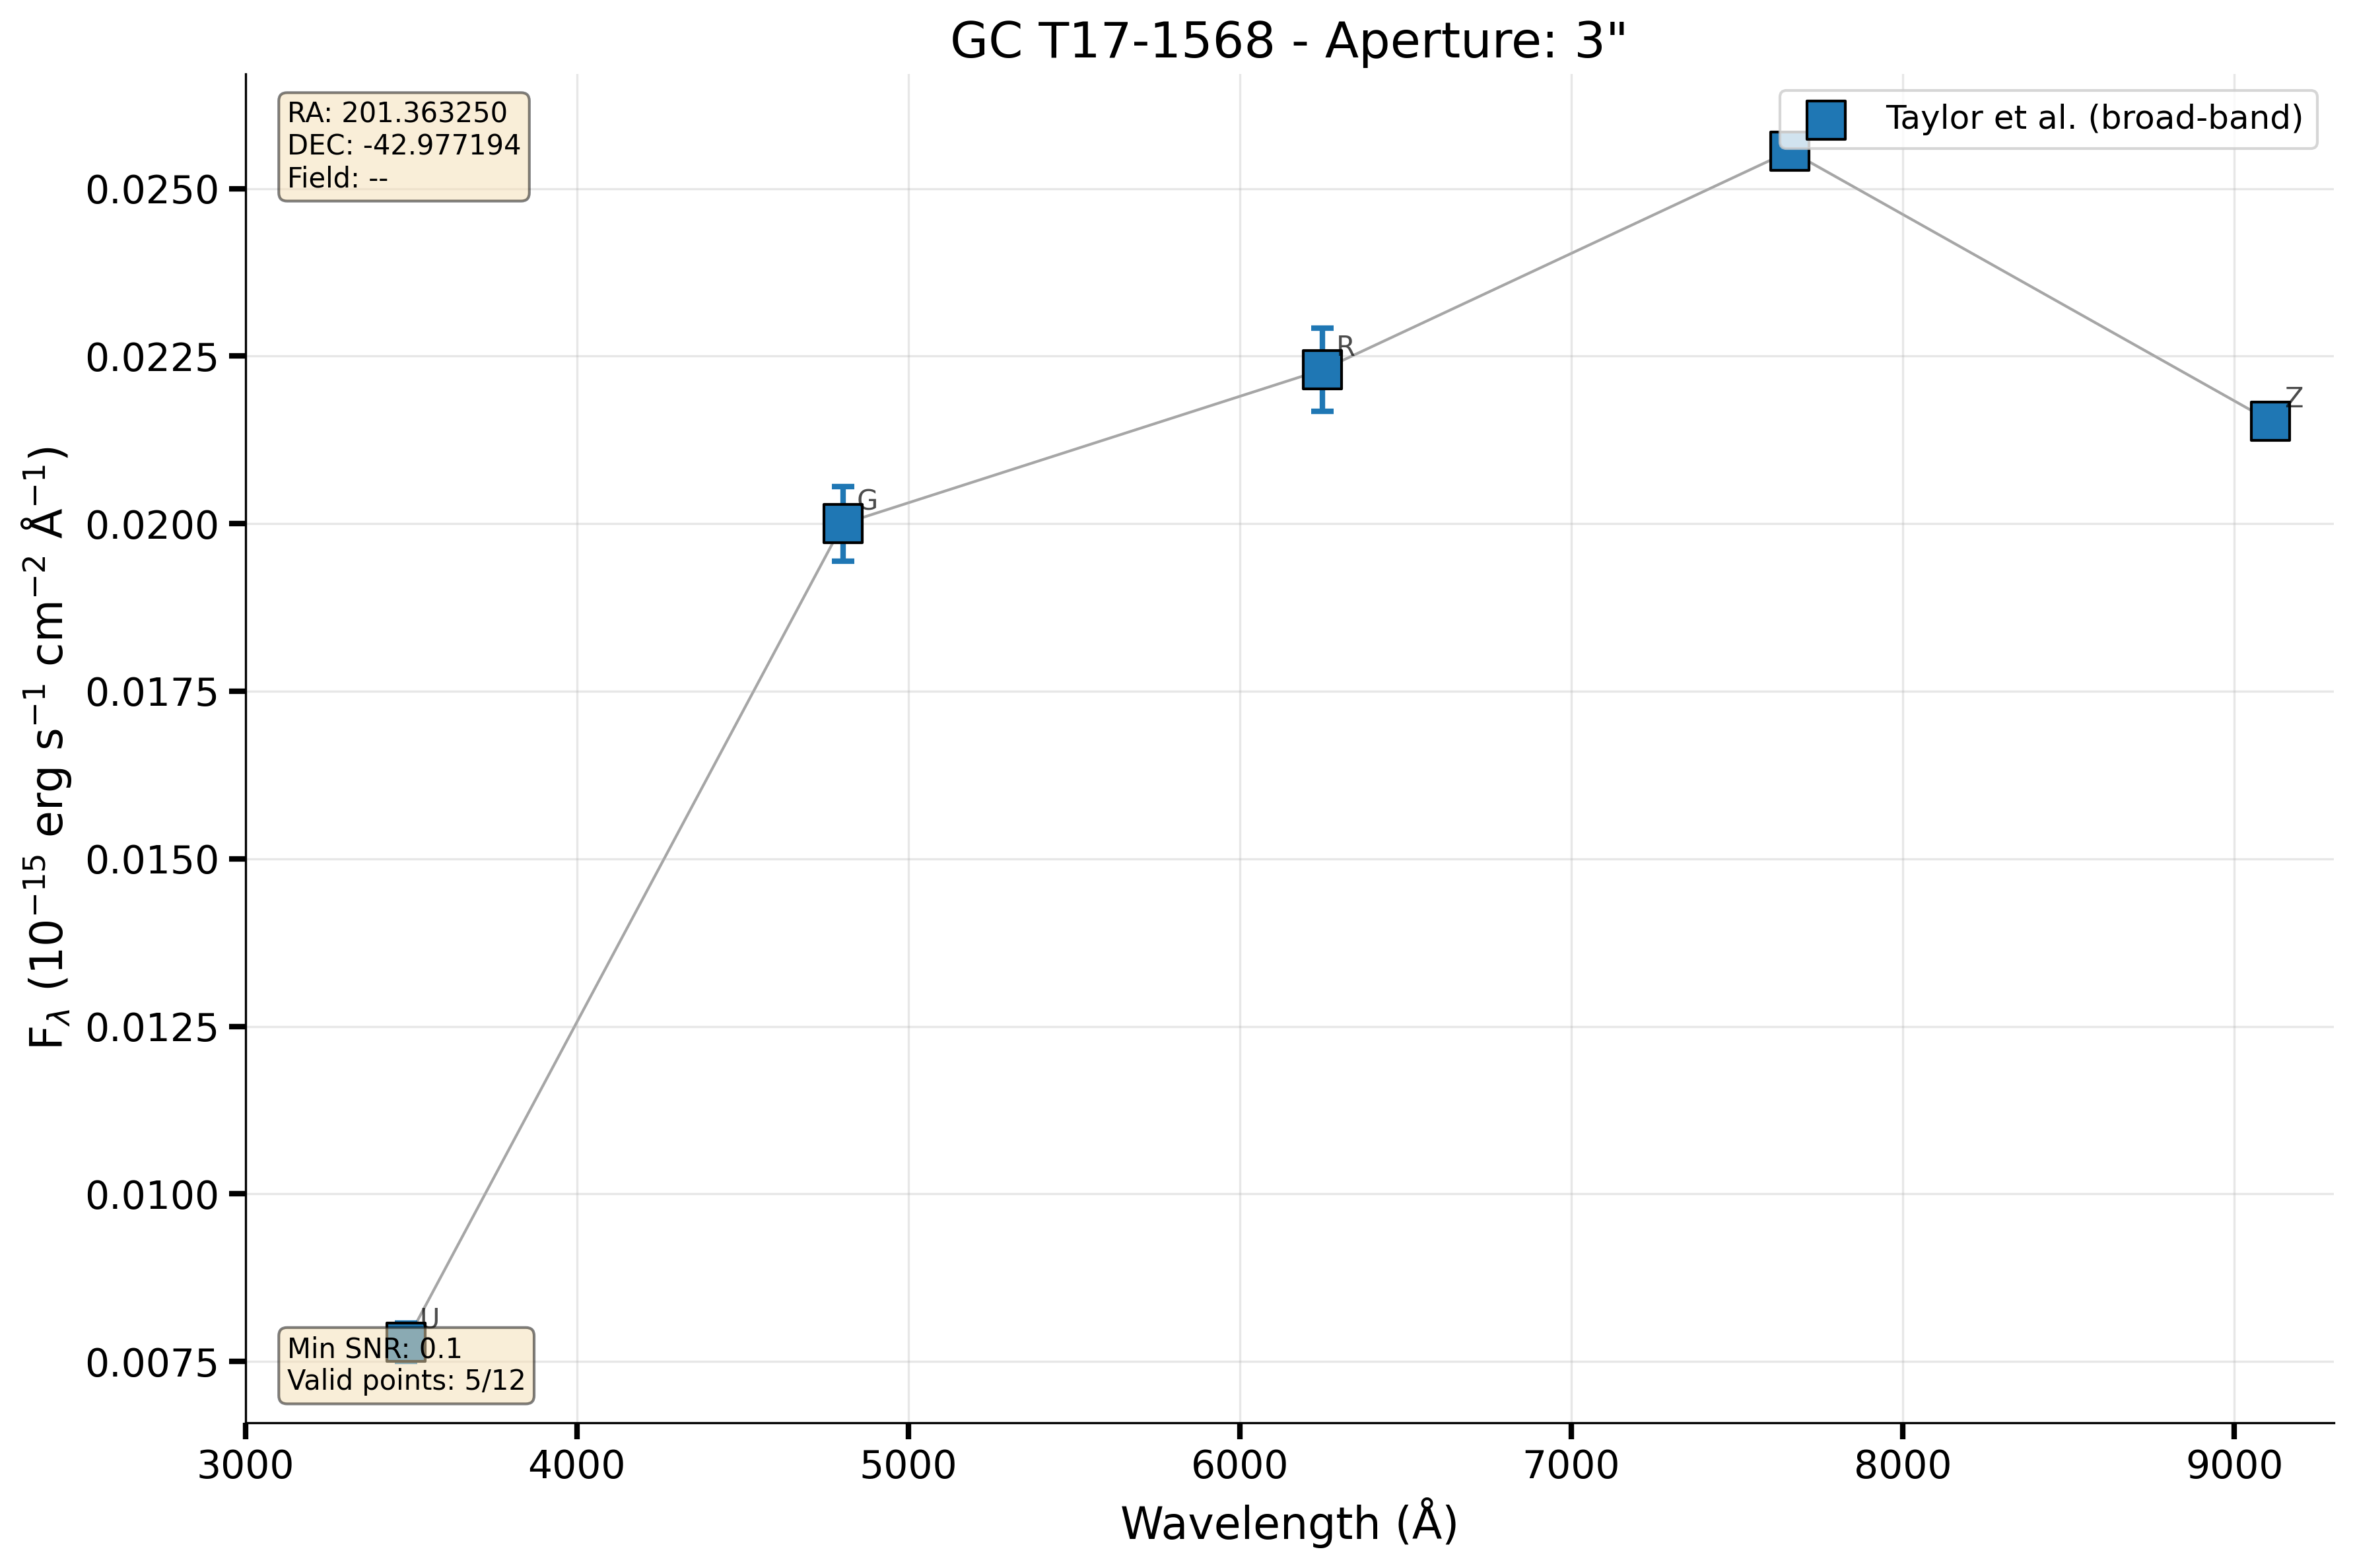 GC T17-1568 - Aperture: 3"
RA: 201.363250
DEC: -42.977194
Field: --
Taylor et al. (broad-band)
0.0250
0.0225
0.0200
0.0175
0.0150
0.0125
0.0100
0.0075
F_λ (10⁻¹⁵ erg s⁻¹ cm⁻² Å⁻¹)
U
G
R
Z
Min SNR: 0.1
Valid points: 5/12
3000 4000 5000 6000 7000 8000 9000
Wavelength (Å)